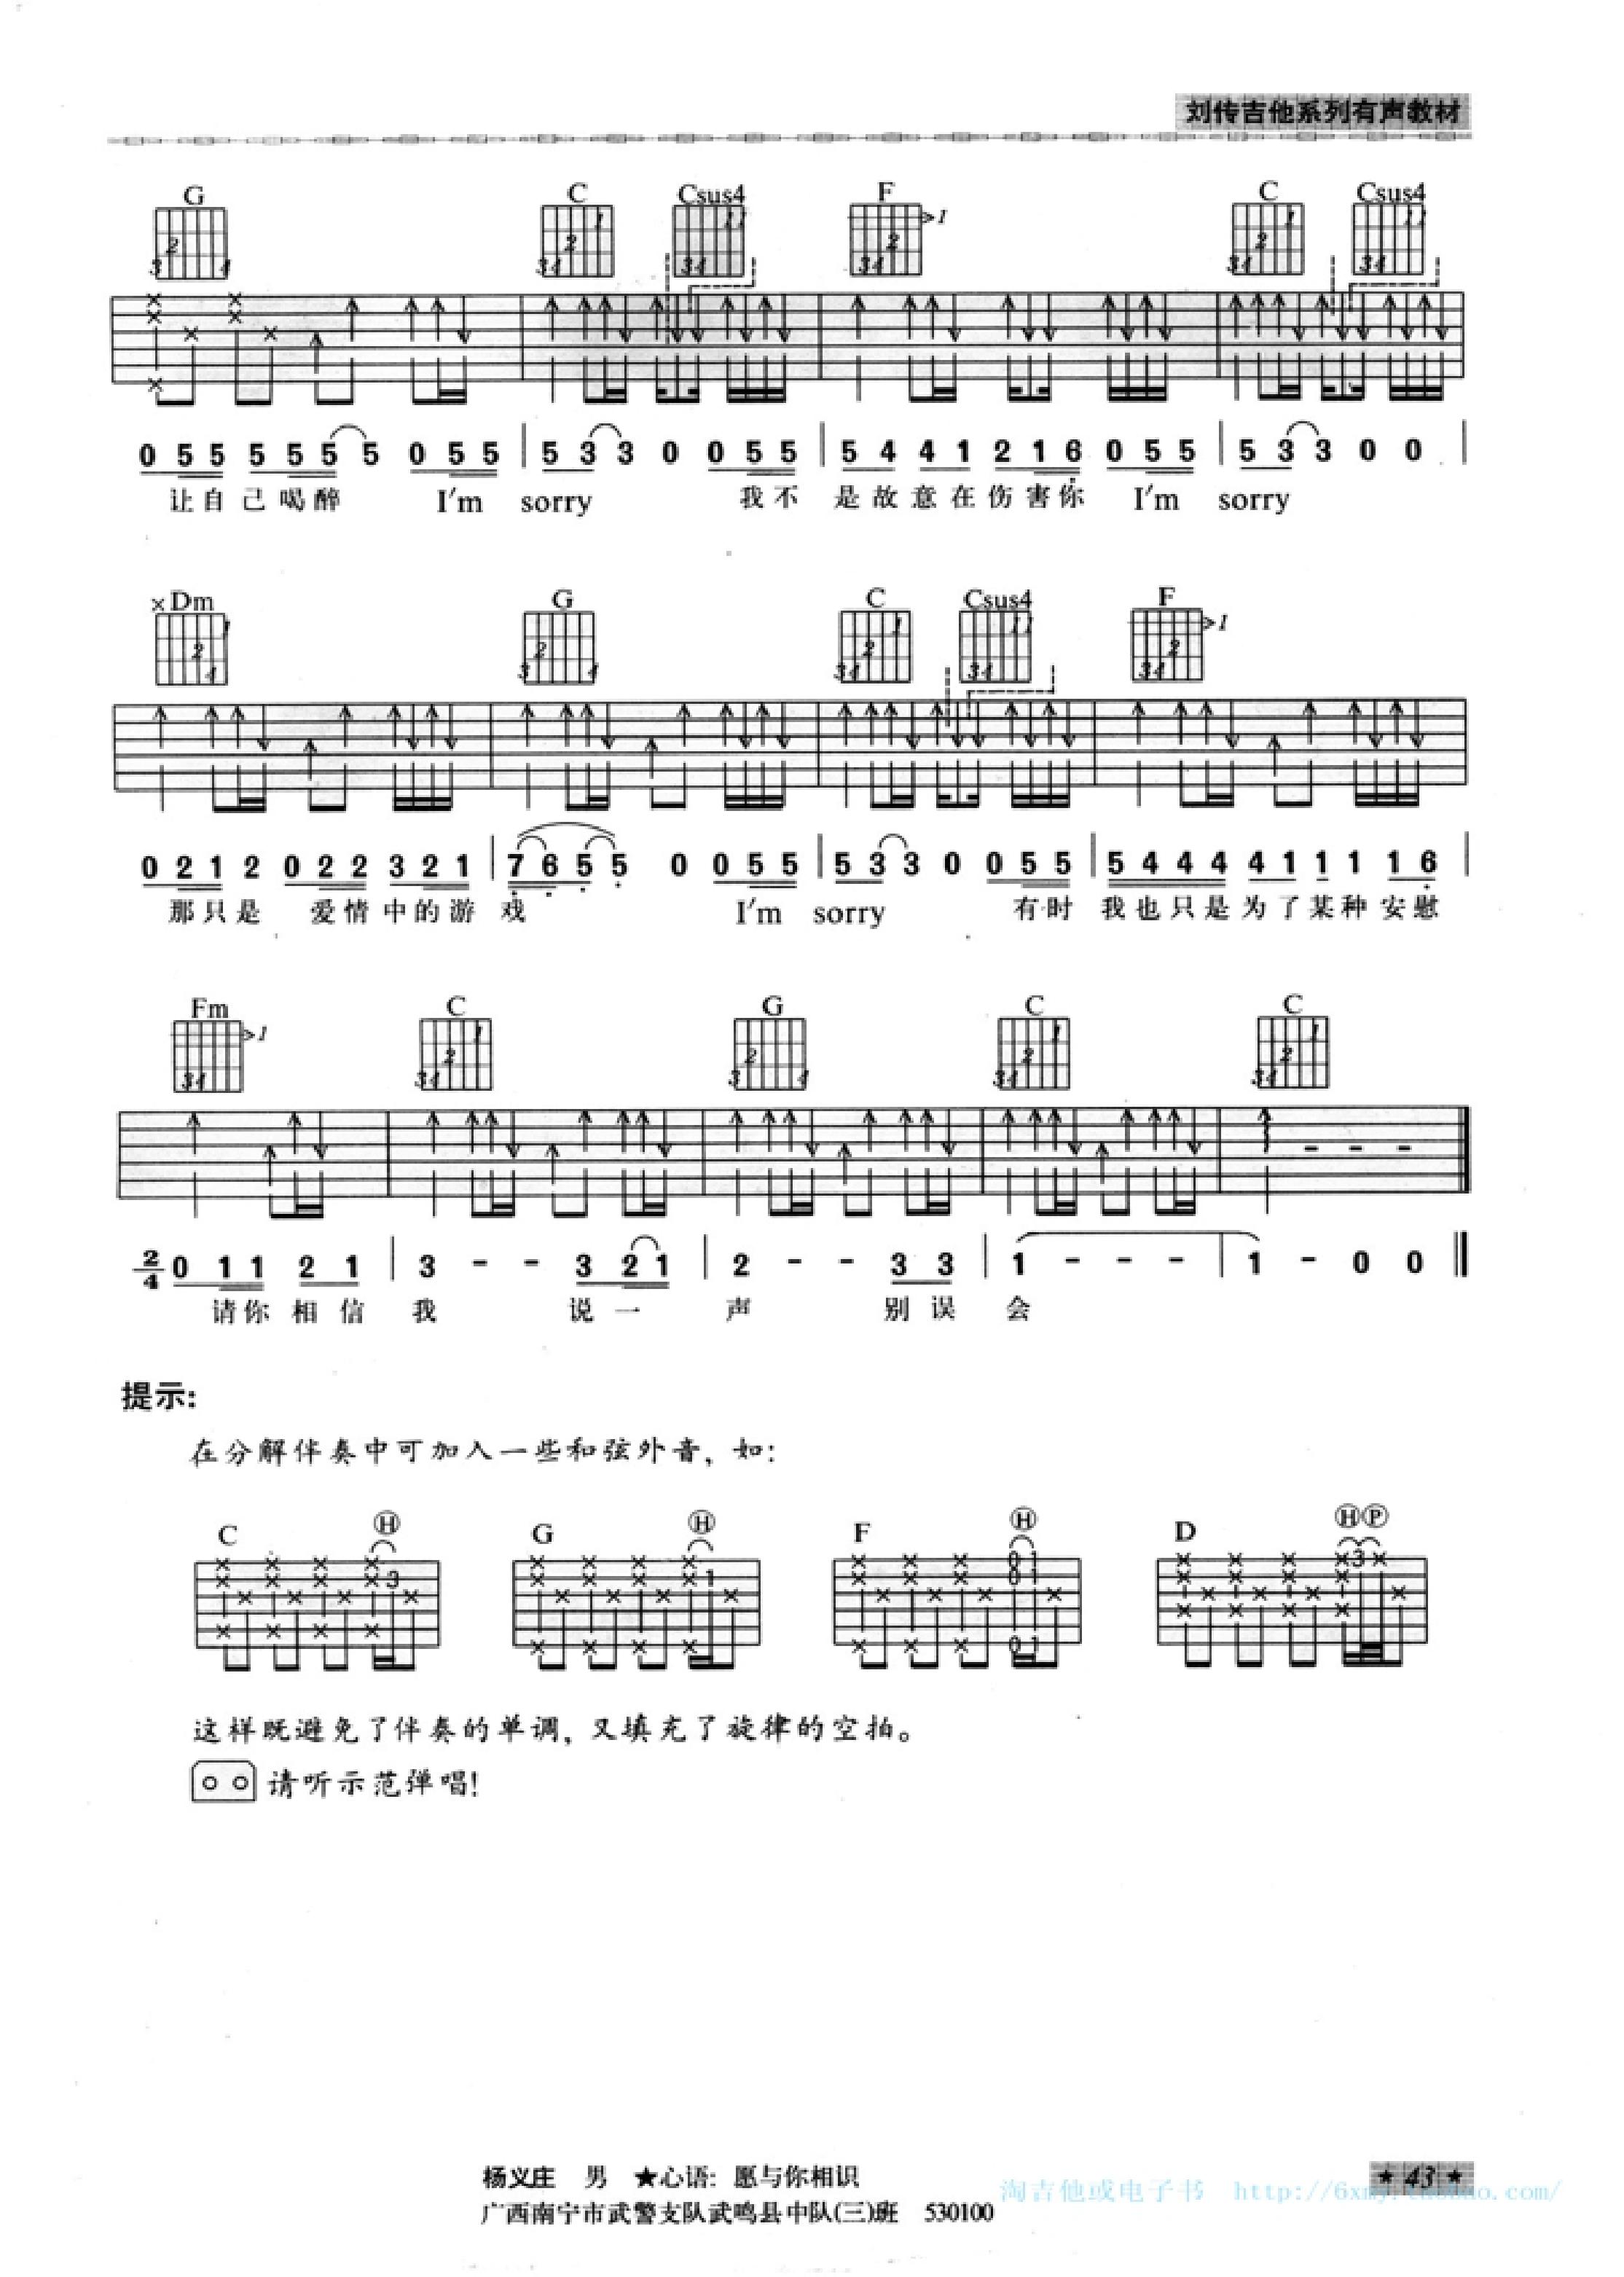 刘传吉他系列有声教材
G C Csus4 F C Csus4
0 5 5 5 5 5 5 0 5 5 | 5 3 3 0 0 5 5 | 5 4 4 1 2 1 6 0 5 5 | 5 3 3 0 0 |
让自己喝醉 I'm sorry 我不是故意在伤害你 I'm sorry
×Dm G C Csus4 F
0 2 1 2 0 2 2 3 2 1 | 7 6 5 5 0 0 5 5 | 5 3 3 0 0 5 5 | 5 4 4 4 4 1 1 1 1 6 |
那只是 爱情中的游戏 I'm sorry 有时 我也只是为了某种安慰
Fm C G C C
2/4 0 1 1 2 1 | 3 - - 3 2 1 | 2 - - 3 3 | 1 - - - | 1 - 0 0 ‖
请你相信 我 说一 声 别误 会
提示:
在分解伴奏中可加入一些和弦外音，如:
C Ⓗ G Ⓗ F Ⓗ D ⒽⓅ
这样既避免了伴奏的单调，又填充了旋律的空拍。
请听示范弹唱!
杨义庄 男 ★心语: 愿与你相识
广西南宁市武警支队武鸣县中队(三)班 530100
★ 43 ★
淘吉他或电子书 http://6xmy.taobao.com/